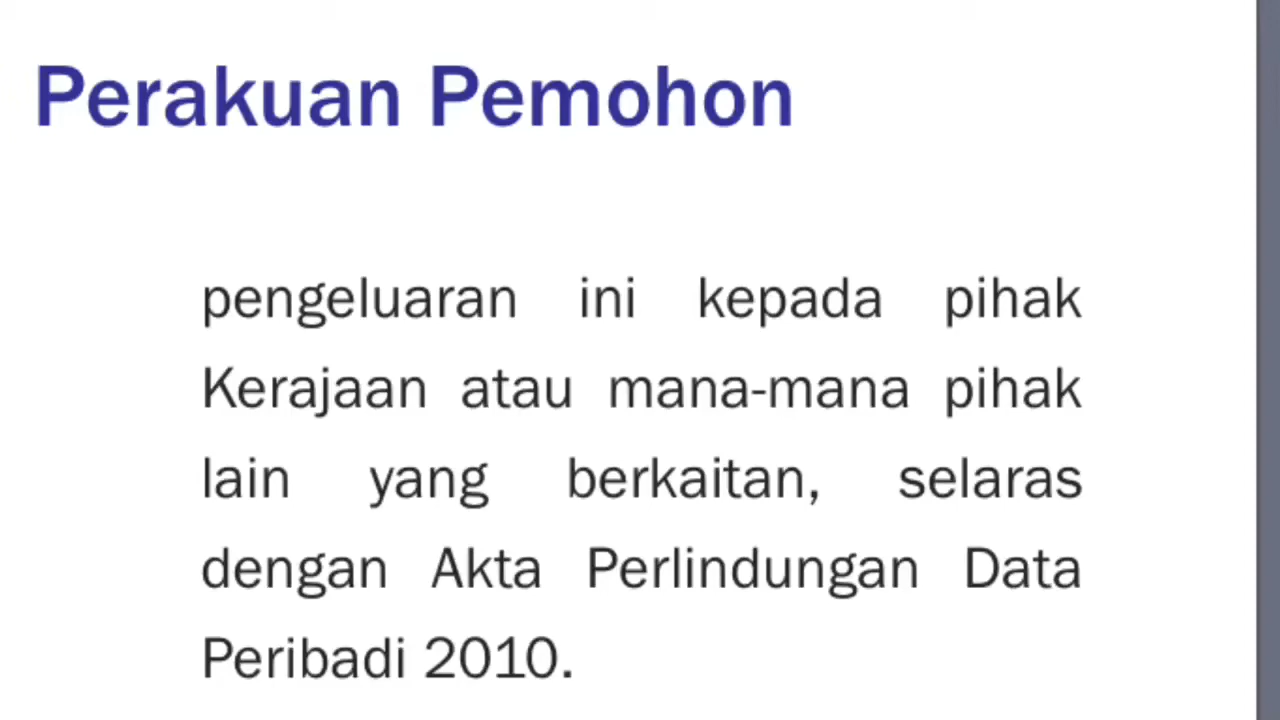 Perakuan Pemohon
pengeluaran ini kepada pihak
Kerajaan atau mana-mana pihak
lain yang berkaitan, selaras
dengan Akta Perlindungan Data
Peribadi 2010.